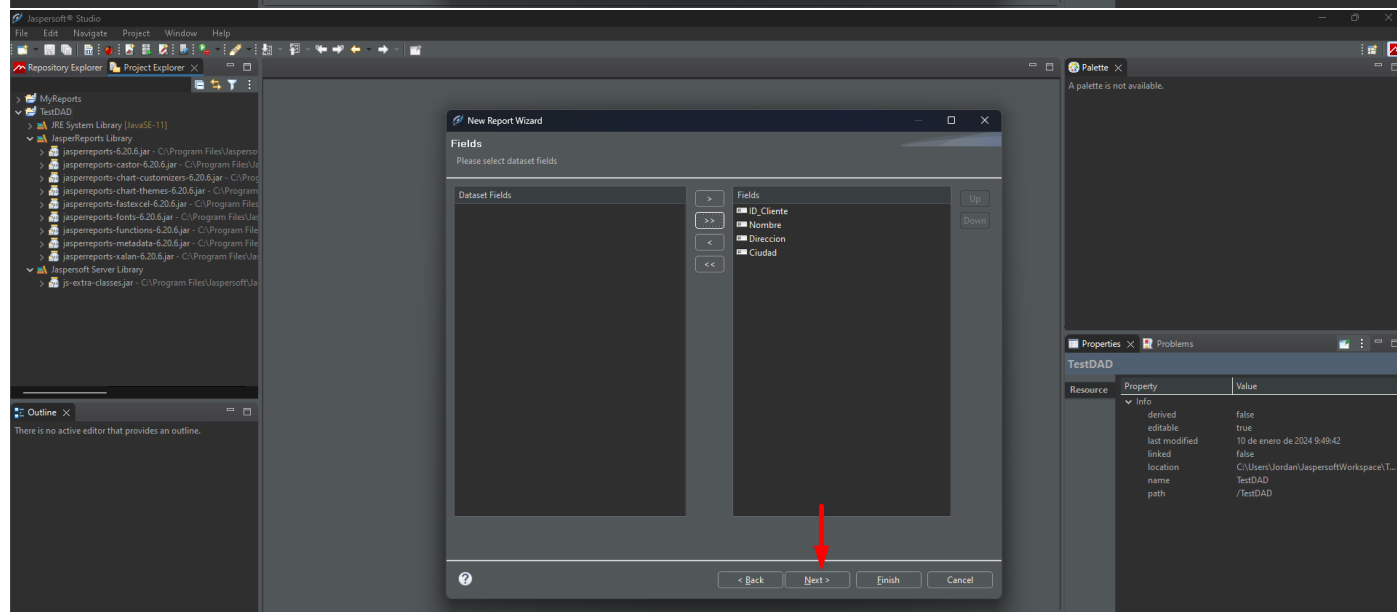 Jaspersoft® Studio
File Edit Navigate Project Window Help
Repository Explorer Project Explorer
MyReports
TestDAD
JRE System Library [JavaSE-11]
JasperReports Library
jasperreports-6.20.6.jar - C:\Program Files\Jasperso
jasperreports-castor-6.20.6.jar - C:\Program Files\Ja
jasperreports-chart-customizers-6.20.6.jar - C:\Prog
jasperreports-chart-themes-6.20.6.jar - C:\Program
jasperreports-fastexcel-6.20.6.jar - C:\Program Files
jasperreports-fonts-6.20.6.jar - C:\Program Files\Jas
jasperreports-functions-6.20.6.jar - C:\Program File
jasperreports-metadata-6.20.6.jar - C:\Program File
jasperreports-xalan-6.20.6.jar - C:\Program Files\Ja
Jaspersoft Server Library
js-extra-classes.jar - C:\Program Files\Jaspersoft\Ja
Outline
There is no active editor that provides an outline.
New Report Wizard
Fields
Please select dataset fields
Dataset Fields
>
>>
<
<<
Fields
ID_Cliente
Nombre
Direccion
Ciudad
Up
Down
?
< Back Next > Finish Cancel
Palette
A palette is not available.
Properties Problems
TestDAD
Resource
Property Value
Info
derived false
editable true
last modified 10 de enero de 2024 9:49:42
linked false
location C:\Users\Jordan\JaspersoftWorkspace\T...
name TestDAD
path /TestDAD